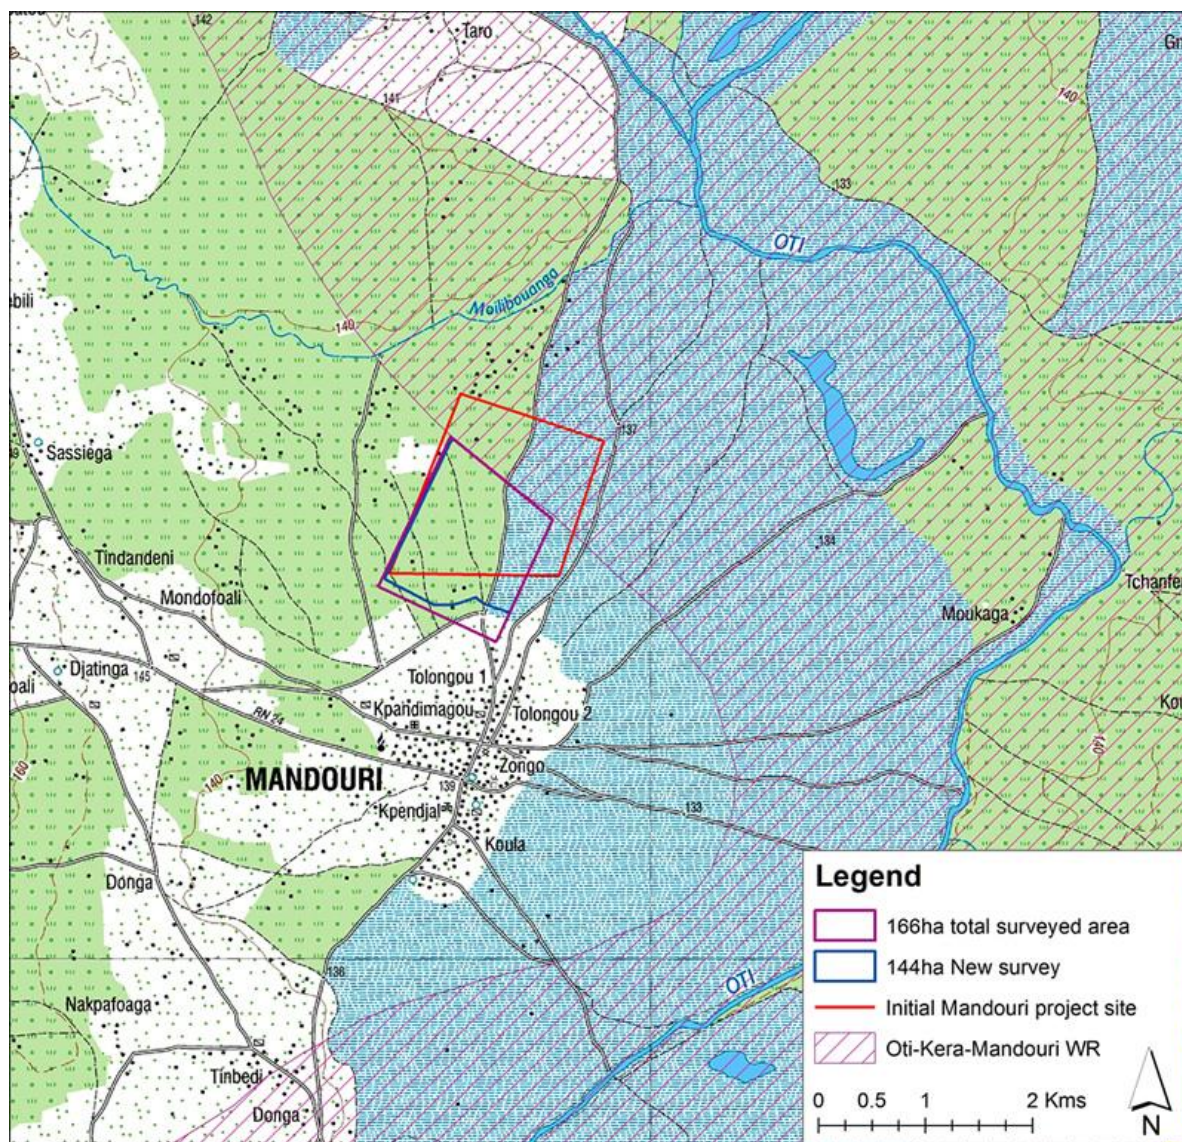 142
Taro
141
140
133
OTI
Moilibouanga
140
137
Sassiega
134
Tindandeni
Mondofoali
Moukaga
Djatinga
145
Tolongou 1
Kpandimagou
Tolongou 2
RN 24
Zongo
140
160
140
MANDOURI
139
133
Kpendjal
Koula
Donga
136
OTI
Nakpafoaga
Tinbedi
Donga
Legend
166ha total surveyed area
144ha New survey
Initial Mandouri project site
Oti-Kera-Mandouri WR
0 0.5 1 2 Kms
N